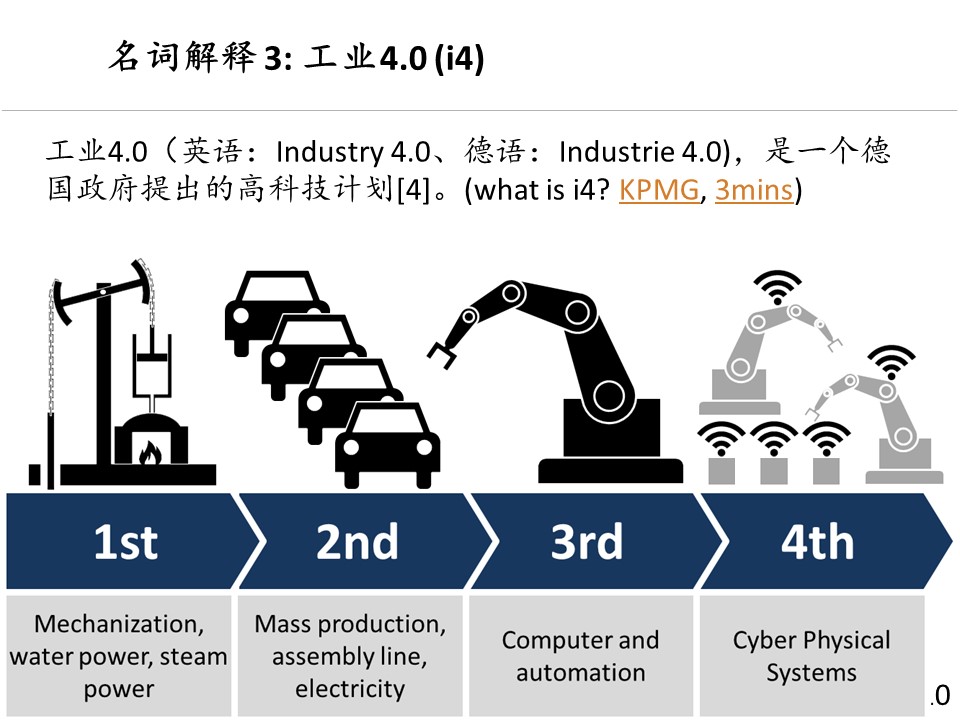 名词解释 3: 工业4.0 (i4)
工业4.0（英语：Industry 4.0、德语：Industrie 4.0)，是一个德
国政府提出的高科技计划[4]。(what is i4? KPMG, 3mins)
1st
2nd
3rd
4th
Mechanization,
water power, steam
power
Mass production,
assembly line,
electricity
Computer and
automation
Cyber Physical
Systems
.0